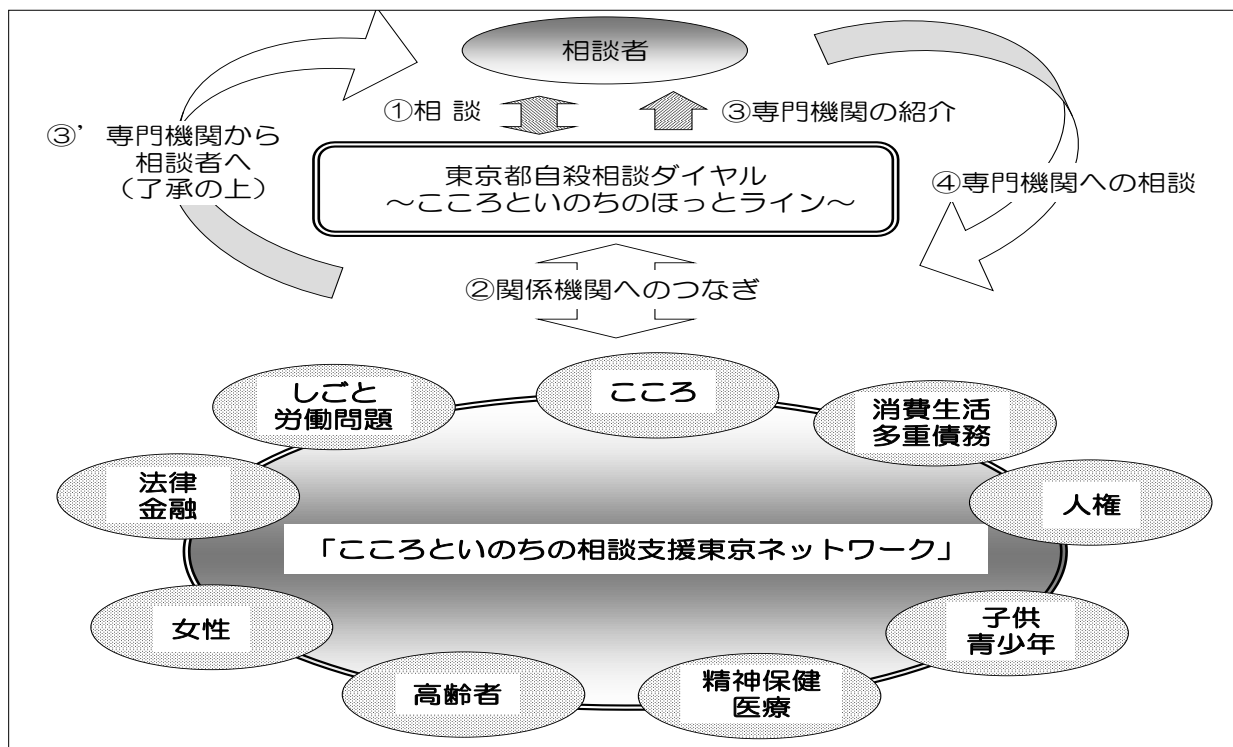 相談者
①相 談
③専門機関の紹介
③’専門機関から
相談者へ
（了承の上）
東京都自殺相談ダイヤル
～こころといのちのほっとライン～
④専門機関への相談
②関係機関へのつなぎ
こころ
しごと
労働問題
消費生活
多重債務
法律
金融
人権
「こころといのちの相談支援東京ネットワーク」
女性
子供
青少年
高齢者
精神保健
医療